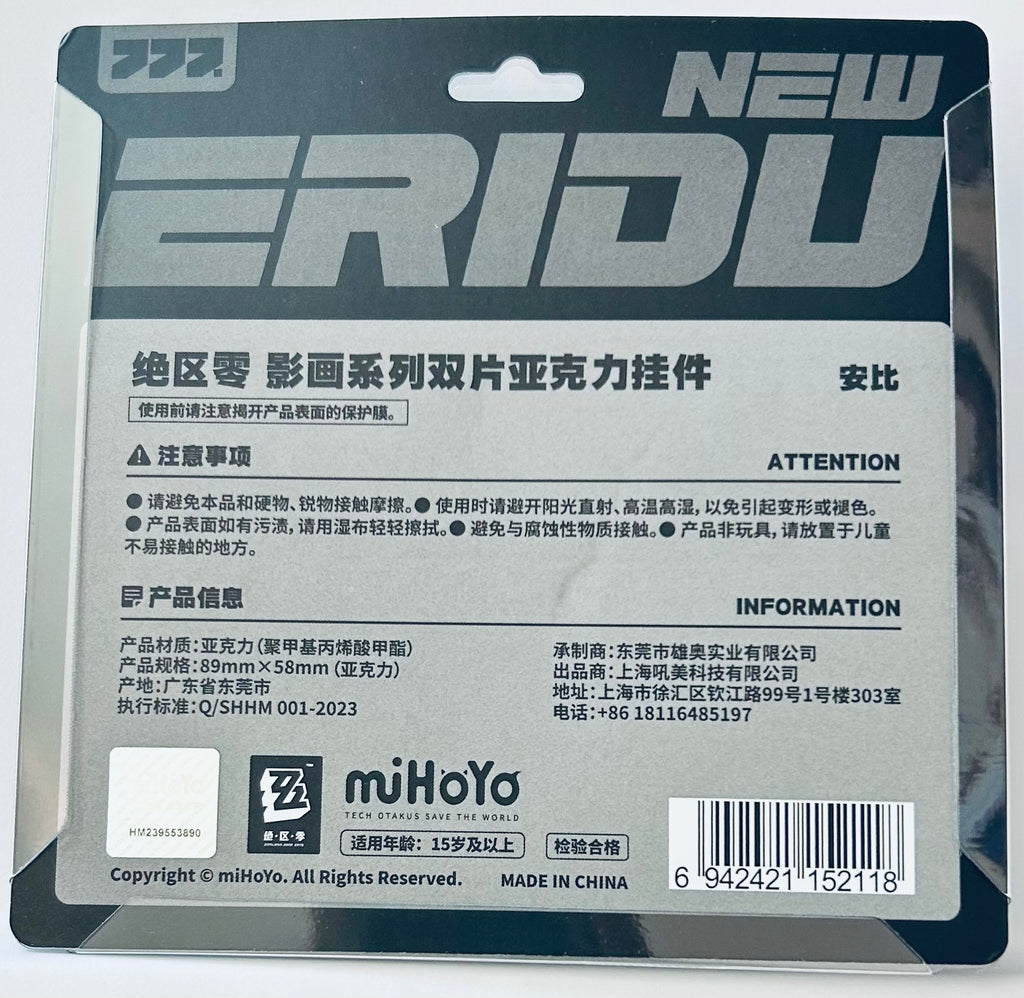 777.
NEW
ERIDU
绝区零 影画系列双片亚克力挂件 安比
使用前请注意揭开产品表面的保护膜。
注意事项 ATTENTION
● 请避免本品和硬物、锐物接触摩擦。● 使用时请避开阳光直射、高温高湿，以免引起变形或褪色。
● 产品表面如有污渍，请用湿布轻轻擦拭。● 避免与腐蚀性物质接触。● 产品非玩具，请放置于儿童
不易接触的地方。
产品信息 INFORMATION
产品材质：亚克力（聚甲基丙烯酸甲酯）
产品规格：89mm×58mm（亚克力）
产地：广东省东莞市
执行标准：Q/SHHM 001-2023
承制商：东莞市雄奥实业有限公司
出品商：上海吼美科技有限公司
地址：上海市徐汇区钦江路99号1号楼303室
电话：+86 18116485197
HM239553890
绝·区·零
miHoYo
TECH OTAKUS SAVE THE WORLD
适用年龄：15岁及以上 检验合格
Copyright © miHoYo. All Rights Reserved. MADE IN CHINA
6 942421 152118